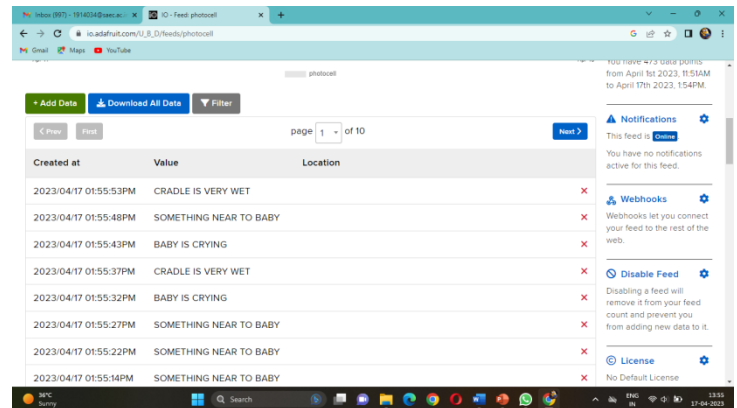 Inbox (997) - 1914034@saec.ac.i
IO - Feed: photocell
io.adafruit.com/U_B_D/feeds/photocell
Gmail Maps YouTube
photocell
You have 473 data points
from April 1st 2023, 11:51AM
to April 17th 2023, 1:54PM.
+ Add Data
Download All Data
Filter
< Prev
First
page 1 of 10
Next >
Created at Value Location
2023/04/17 01:55:53PM CRADLE IS VERY WET
2023/04/17 01:55:48PM SOMETHING NEAR TO BABY
2023/04/17 01:55:43PM BABY IS CRYING
2023/04/17 01:55:37PM CRADLE IS VERY WET
2023/04/17 01:55:32PM BABY IS CRYING
2023/04/17 01:55:27PM SOMETHING NEAR TO BABY
2023/04/17 01:55:22PM SOMETHING NEAR TO BABY
2023/04/17 01:55:14PM SOMETHING NEAR TO BABY
Notifications
This feed is Online.
You have no notifications
active for this feed.
Webhooks
Webhooks let you connect
your feed to the rest of the
web.
Disable Feed
Disabling a feed will
remove it from your feed
count and prevent you
from adding new data to it.
License
No Default License
34°C
Sunny
Search
ENG
IN
13:55
17-04-2023